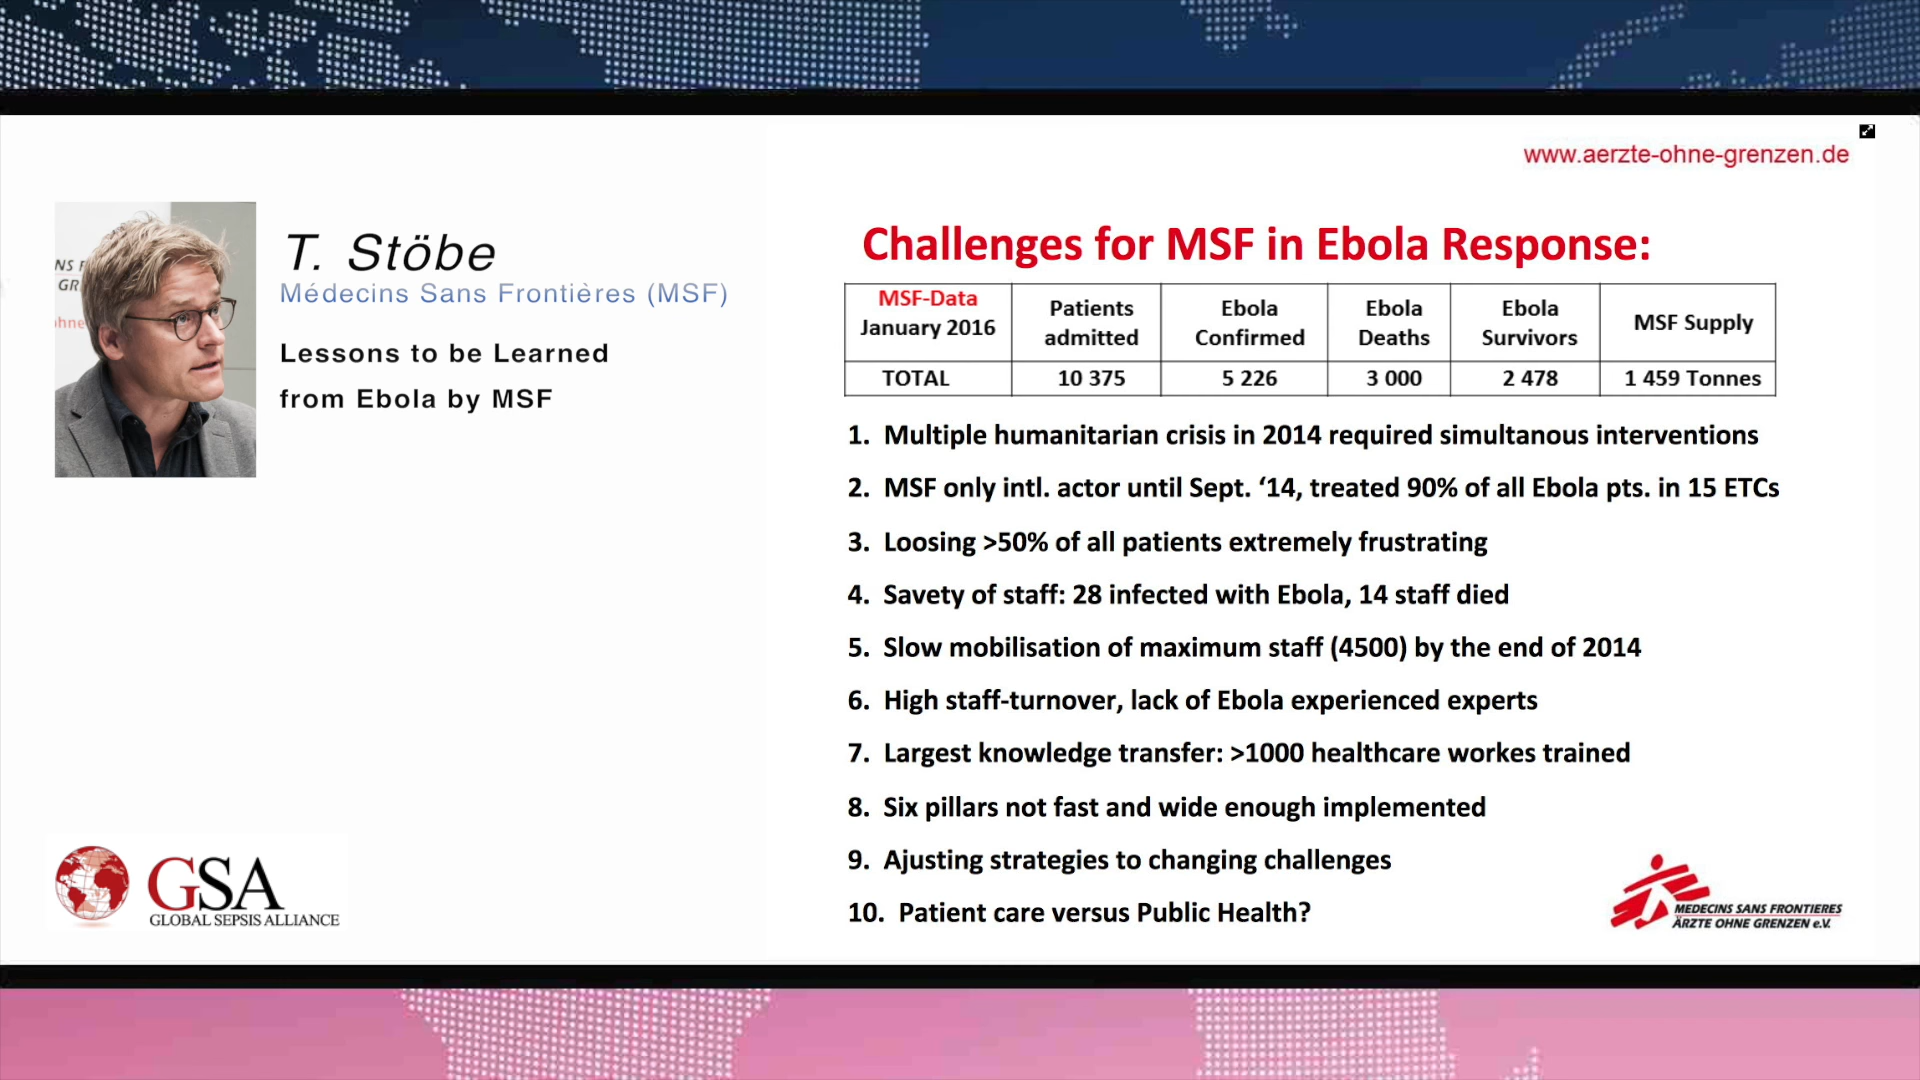 www.aerzte-ohne-grenzen.de
NS F
GR
ohne
T. Stöbe
Médecins Sans Frontières (MSF)
Lessons to be Learned
from Ebola by MSF
Challenges for MSF in Ebola Response:
MSF-Data January 2016 Patients admitted Ebola Confirmed Ebola Deaths Ebola Survivors MSF Supply
TOTAL 10 375 5 226 3 000 2 478 1 459 Tonnes
1. Multiple humanitarian crisis in 2014 required simultanous interventions
2. MSF only intl. actor until Sept. ‘14, treated 90% of all Ebola pts. in 15 ETCs
3. Loosing >50% of all patients extremely frustrating
4. Savety of staff: 28 infected with Ebola, 14 staff died
5. Slow mobilisation of maximum staff (4500) by the end of 2014
6. High staff-turnover, lack of Ebola experienced experts
7. Largest knowledge transfer: >1000 healthcare workes trained
8. Six pillars not fast and wide enough implemented
9. Ajusting strategies to changing challenges
10. Patient care versus Public Health?
GSA
GLOBAL SEPSIS ALLIANCE
MEDECINS SANS FRONTIERES
ÄRZTE OHNE GRENZEN e.V.